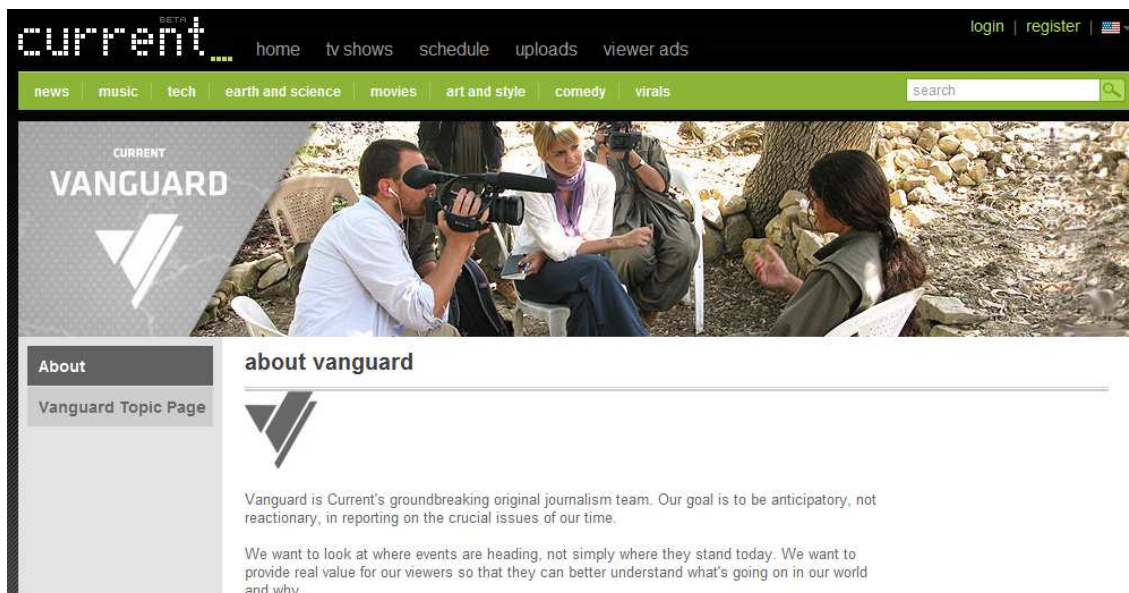 BETA
current_
home tv shows schedule uploads viewer ads
login | register |
news music tech earth and science movies art and style comedy virals
search
CURRENT
VANGUARD
About
Vanguard Topic Page
about vanguard
Vanguard is Current's groundbreaking original journalism team. Our goal is to be anticipatory, not
reactionary, in reporting on the crucial issues of our time.
We want to look at where events are heading, not simply where they stand today. We want to
provide real value for our viewers so that they can better understand what's going on in our world
and why.